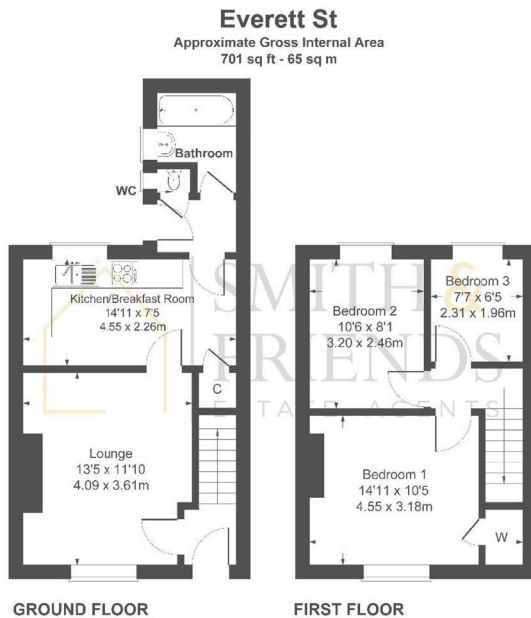 Everett St
Approximate Gross Internal Area
701 sq ft - 65 sq m
Bathroom
WC
Kitchen/Breakfast Room
14'11 x 7'5
4.55 x 2.26m
C
Lounge
13'5 x 11'10
4.09 x 3.61m
Bedroom 2
10'6 x 8'1
3.20 x 2.46m
Bedroom 3
7'7 x 6'5
2.31 x 1.96m
Bedroom 1
14'11 x 10'5
4.55 x 3.18m
W
SMITH &
FRIENDS
ESTATE AGENTS
GROUND FLOOR
FIRST FLOOR